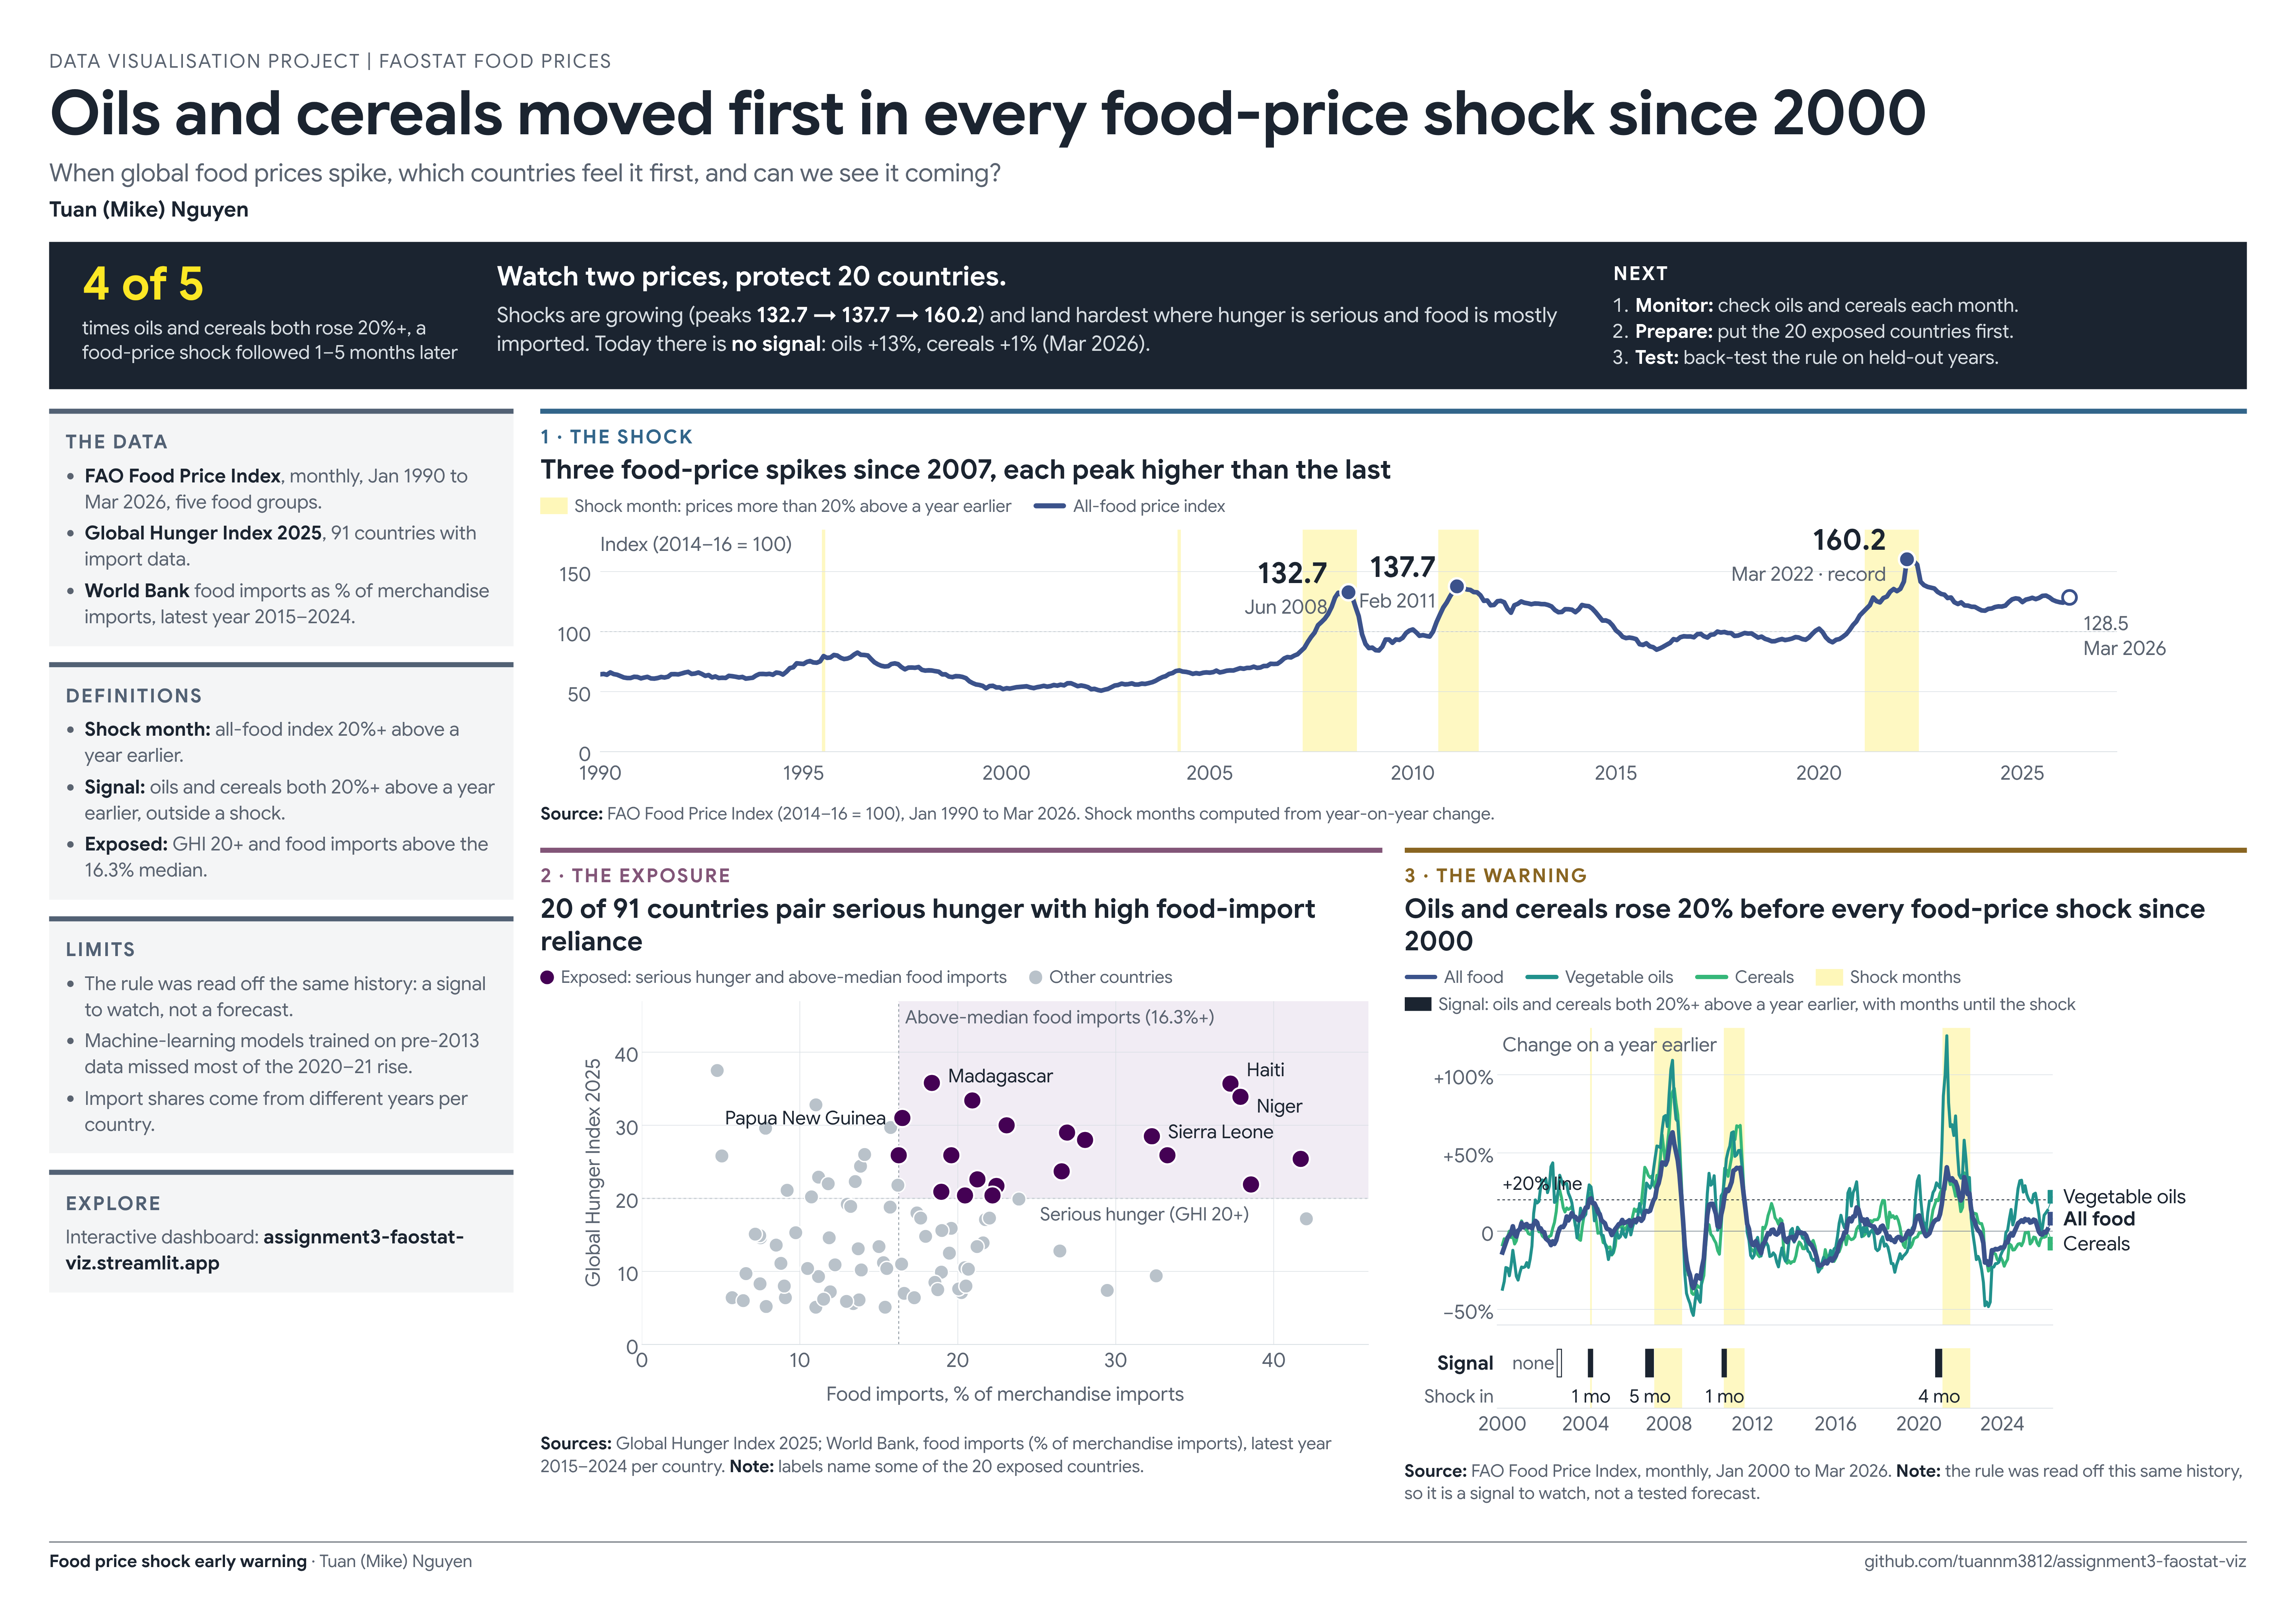 DATA VISUALISATION PROJECT | FAOSTAT FOOD PRICES
Oils and cereals moved first in every food-price shock since 2000
When global food prices spike, which countries feel it first, and can we see it coming?
Tuan (Mike) Nguyen
4 of 5
times oils and cereals both rose 20%+, a
food-price shock followed 1–5 months later
Watch two prices, protect 20 countries.
Shocks are growing (peaks 132.7 → 137.7 → 160.2) and land hardest where hunger is serious and food is mostly
imported. Today there is no signal: oils +13%, cereals +1% (Mar 2026).
NEXT
1. Monitor: check oils and cereals each month.
2. Prepare: put the 20 exposed countries first.
3. Test: back-test the rule on held-out years.
THE DATA
• FAO Food Price Index, monthly, Jan 1990 to
Mar 2026, five food groups.
• Global Hunger Index 2025, 91 countries with
import data.
• World Bank food imports as % of merchandise
imports, latest year 2015–2024.
DEFINITIONS
• Shock month: all-food index 20%+ above a
year earlier.
• Signal: oils and cereals both 20%+ above a year
earlier, outside a shock.
• Exposed: GHI 20+ and food imports above the
16.3% median.
LIMITS
• The rule was read off the same history: a signal
to watch, not a forecast.
• Machine-learning models trained on pre-2013
data missed most of the 2020–21 rise.
• Import shares come from different years per
country.
EXPLORE
Interactive dashboard: assignment3-faostat-
viz.streamlit.app
1 · THE SHOCK
Three food-price spikes since 2007, each peak higher than the last
Shock month: prices more than 20% above a year earlier
All-food price index
Index (2014–16 = 100)
150
100
50
0
132.7
Jun 2008
137.7
Feb 2011
160.2
Mar 2022 · record
128.5
Mar 2026
1990 1995 2000 2005 2010 2015 2020 2025
Source: FAO Food Price Index (2014–16 = 100), Jan 1990 to Mar 2026. Shock months computed from year-on-year change.
2 · THE EXPOSURE
20 of 91 countries pair serious hunger with high food-import
reliance
Exposed: serious hunger and above-median food imports
Other countries
Above-median food imports (16.3%+)
Madagascar
Haiti
Niger
Papua New Guinea
Sierra Leone
Serious hunger (GHI 20+)
Global Hunger Index 2025
40
30
20
10
0
0 10 20 30 40
Food imports, % of merchandise imports
Sources: Global Hunger Index 2025; World Bank, food imports (% of merchandise imports), latest year
2015–2024 per country. Note: labels name some of the 20 exposed countries.
3 · THE WARNING
Oils and cereals rose 20% before every food-price shock since
2000
All food
Vegetable oils
Cereals
Shock months
Signal: oils and cereals both 20%+ above a year earlier, with months until the shock
Change on a year earlier
+100%
+50%
+20% line
0
−50%
Vegetable oils
All food
Cereals
Signal none
Shock in 1 mo 5 mo 1 mo 4 mo
2000 2004 2008 2012 2016 2020 2024
Source: FAO Food Price Index, monthly, Jan 2000 to Mar 2026. Note: the rule was read off this same history,
so it is a signal to watch, not a tested forecast.
Food price shock early warning · Tuan (Mike) Nguyen
github.com/tuannm3812/assignment3-faostat-viz